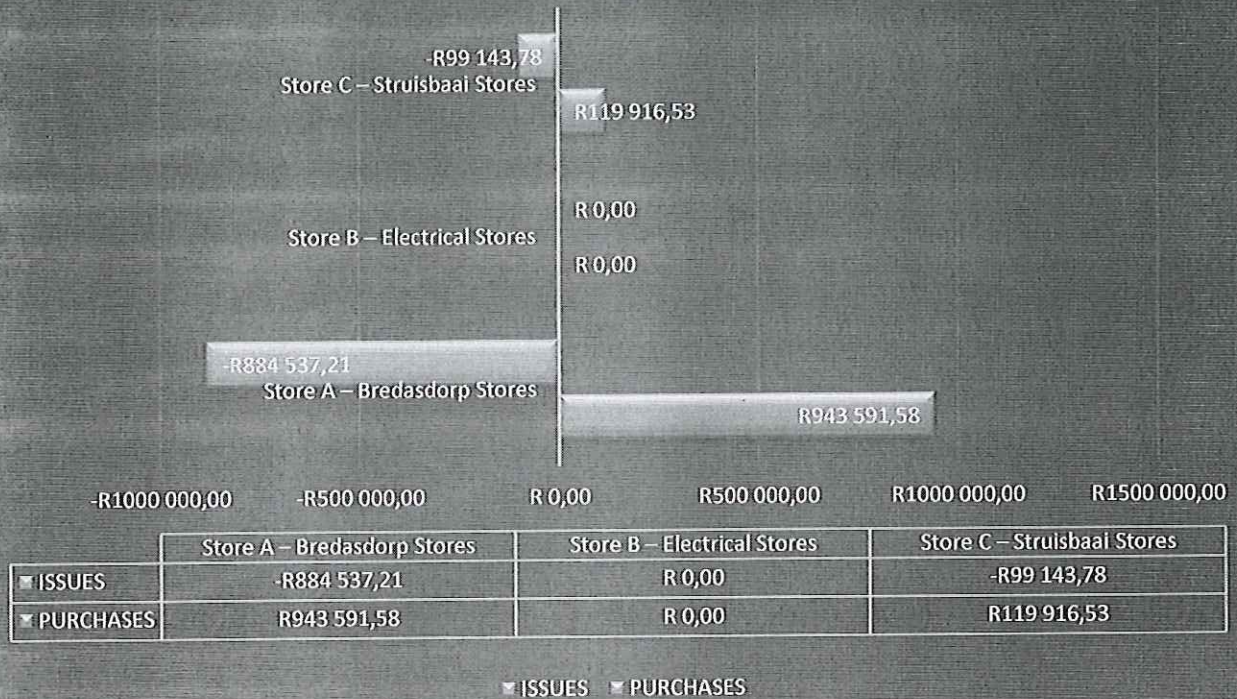 -R99 143,78
Store C – Struisbaai Stores
R119 916,53
R 0,00
Store B – Electrical Stores
R 0,00
-R884 537,21
Store A – Bredasdorp Stores
R943 591,58
-R1000 000,00 -R500 000,00 R 0,00 R500 000,00 R1000 000,00 R1500 000,00
Store A – Bredasdorp Stores Store B – Electrical Stores Store C – Struisbaai Stores
ISSUES -R884 537,21 R 0,00 -R99 143,78
PURCHASES R943 591,58 R 0,00 R119 916,53
ISSUES PURCHASES